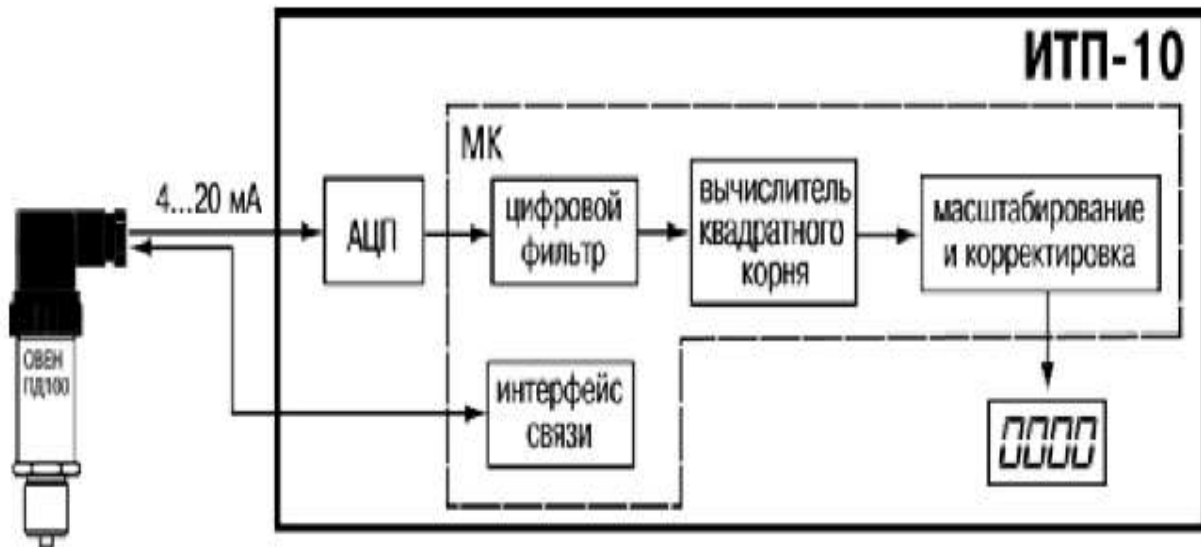 ИТП-10
МК
4...20 мА
АЦП
цифровой
фильтр
вычислитель
квадратного
корня
масштабирование
и корректировка
ОВЕН
ПД100
интерфейс
связи
0000